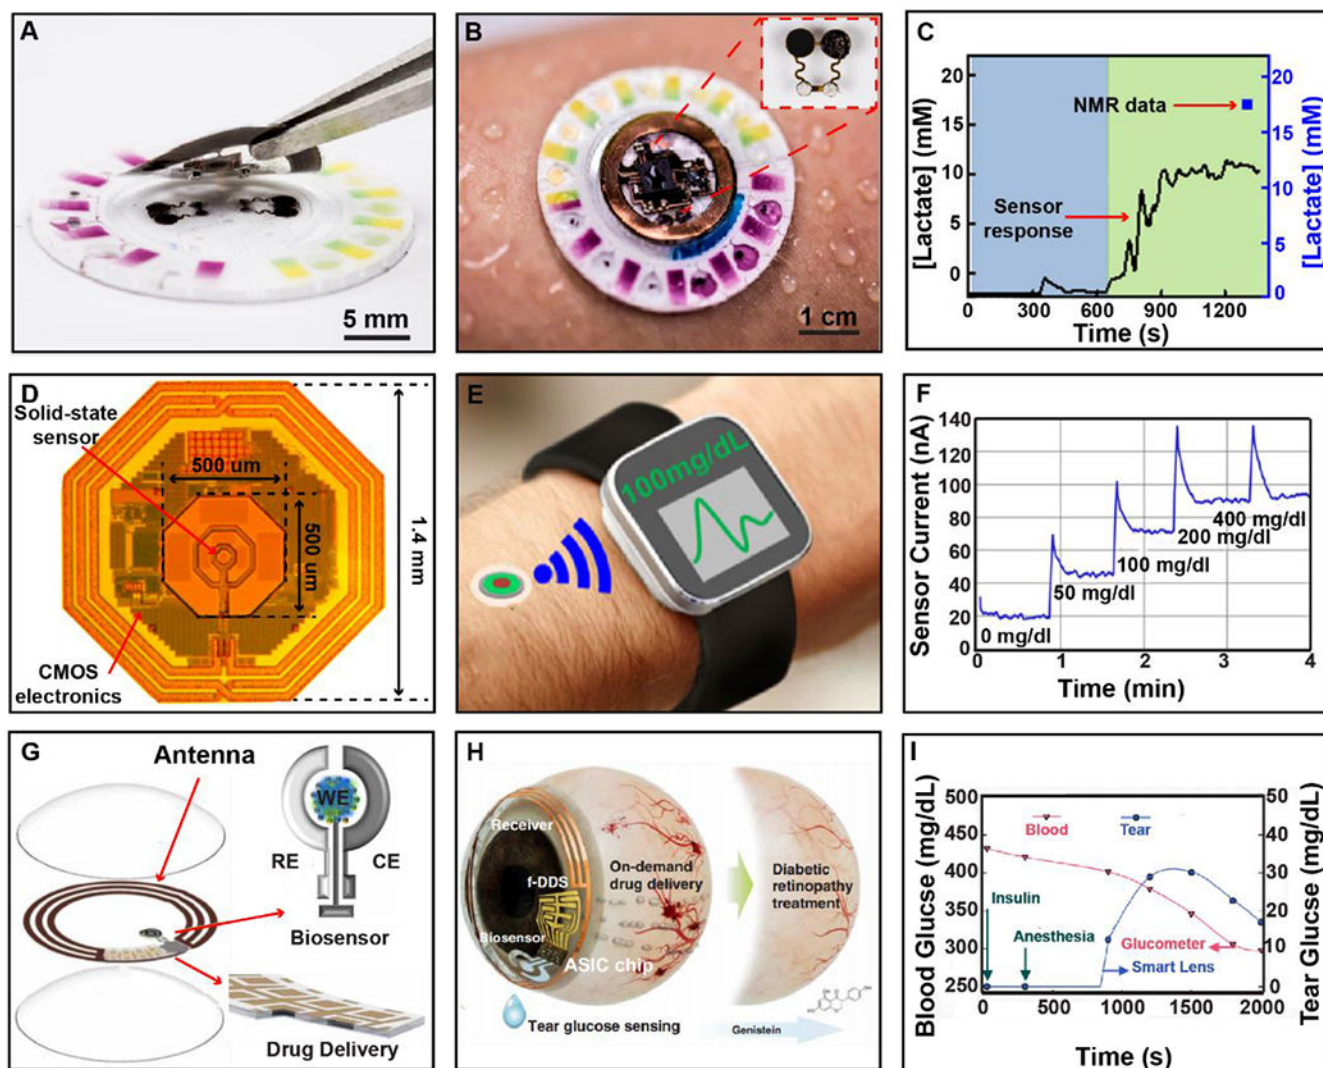 A
5 mm
B
1 cm
C
[Lactate] (mM)
20
15
10
5
0
NMR data
Sensor
response
20
15
10
5
0
[Lactate] (mM)
0
300
600
900
1200
Time (s)
D
Solid-state
sensor
500 um
500 um
1.4 mm
CMOS
electronics
E
100mg/dL
F
Sensor Current (nA)
140
120
100
80
60
40
20
0
0 mg/dl
50 mg/dl
100 mg/dl
200 mg/dl
400 mg/dl
0
1
2
3
4
Time (min)
G
Antenna
WE
RE
CE
Biosensor
Drug Delivery
H
Receiver
f-DDS
Biosensor
ASIC chip
On-demand
drug delivery
Diabetic
retinopathy
treatment
Tear glucose sensing
Genistein
OH
HO
OH
O
I
Blood Glucse (mg/dL)
500
450
400
350
300
250
Blood
Tear
Insulin
Anesthesia
Glucometer
Smart Lens
50
40
30
20
10
0
Tear Glucse (mg/dL)
0
500
1000
1500
2000
Time (s)